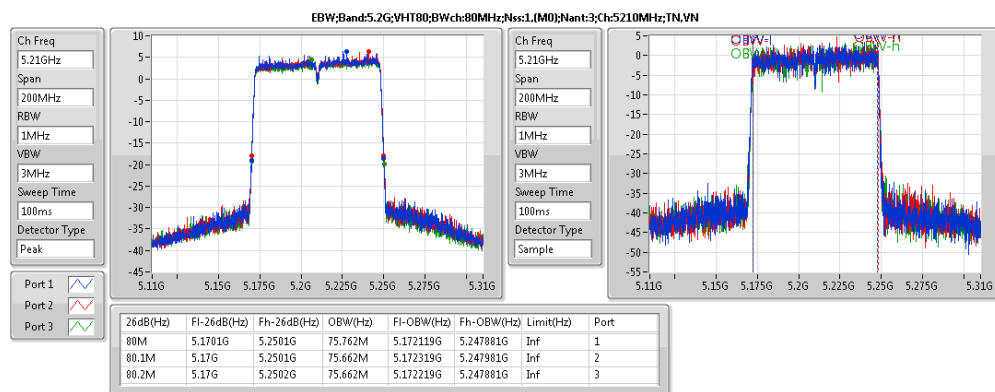 EBW;Band:5.2G;VHT80;BWch:80MHz;Nss:1,(M0);Nant:3;Ch:5210MHz;TN,VN
Ch Freq
5.21GHz
Span
200MHz
RBW
1MHz
VBW
3MHz
Sweep Time
100ms
Detector Type
Peak
10
5
0
-5
-10
-15
-20
-25
-30
-35
-40
-45
5.11G 5.175G 5.2G 5.225G 5.25G 5.275G 5.31G
Ch Freq
5.21GHz
Span
200MHz
RBW
1MHz
VBW
3MHz
Sweep Time
100ms
Detector Type
Sample
5
0
-5
-10
-15
-20
-25
-30
-35
-40
-45
-50
-55
5.11G 5.175G 5.2G 5.225G 5.25G 5.275G 5.31G
Port 1
Port 2
Port 3
26dB(Hz) Fl-26dB(Hz) Fh-26dB(Hz) OBW(Hz) Fl-OBW(Hz) Fh-OBW(Hz) Limit(Hz) Port
80M 5.1701G 5.2501G 75.762M 5.172119G 5.247881G Inf 1
80.1M 5.17G 5.2501G 75.662M 5.172319G 5.247981G Inf 2
80.2M 5.17G 5.2502G 75.662M 5.172219G 5.247881G Inf 3